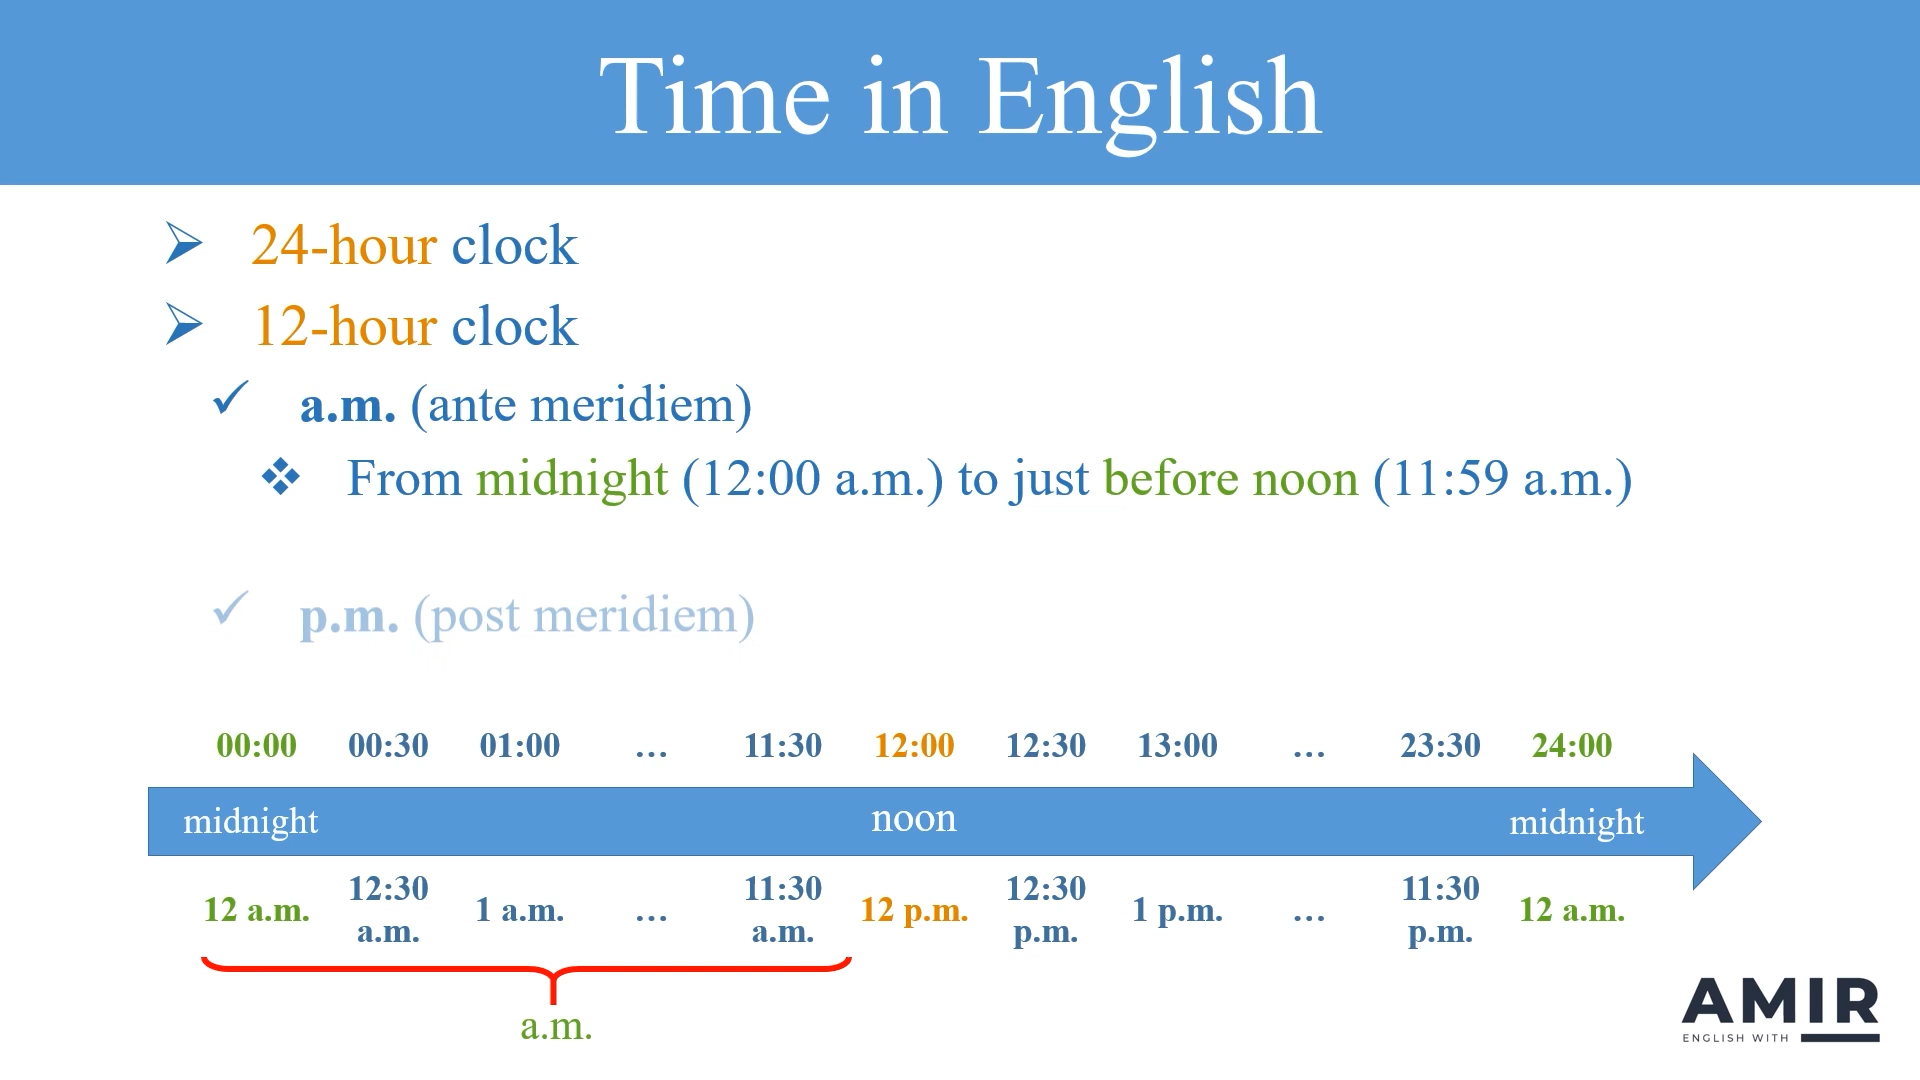 Time in English
24-hour clock
12-hour clock
a.m. (ante meridiem)
From midnight (12:00 a.m.) to just before noon (11:59 a.m.)
p.m. (post meridiem)
00:00 00:30 01:00 … 11:30 12:00 12:30 13:00 … 23:30 24:00
midnight noon midnight
12 a.m. 12:30 a.m. 1 a.m. … 11:30 a.m. 12 p.m. 12:30 p.m. 1 p.m. … 11:30 p.m. 12 a.m.
a.m.
AMIR
ENGLISH WITH